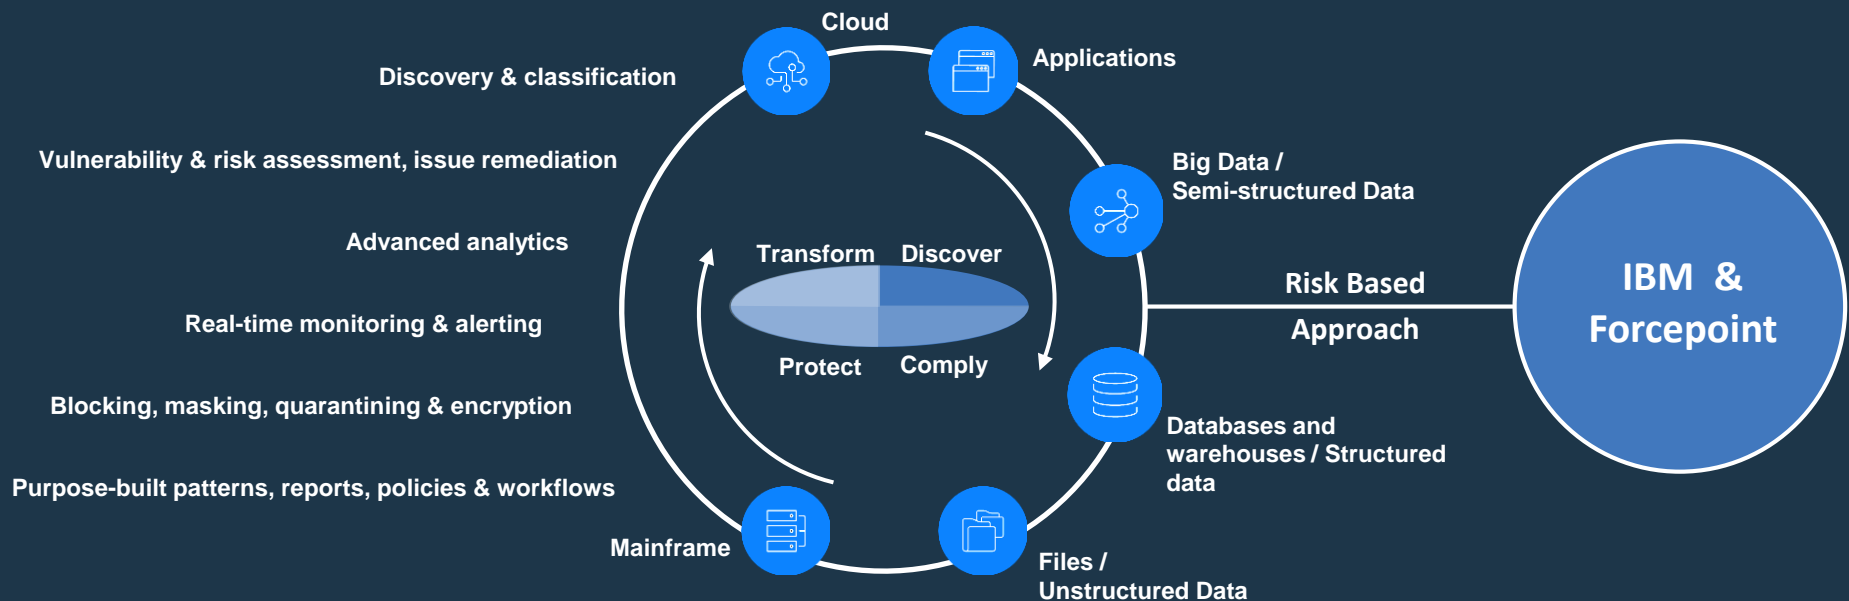 Cloud
Applications
Discovery & classification
Vulnerability & risk assessment, issue remediation
Advanced analytics
Real-time monitoring & alerting
Blocking, masking, quarantining & encryption
Purpose-built patterns, reports, policies & workflows
Big Data /
Semi-structured Data
Transform
Discover
Protect
Comply
Databases and
warehouses / Structured
data
Mainframe
Files /
Unstructured Data
Risk Based
Approach
IBM &
Forcepoint